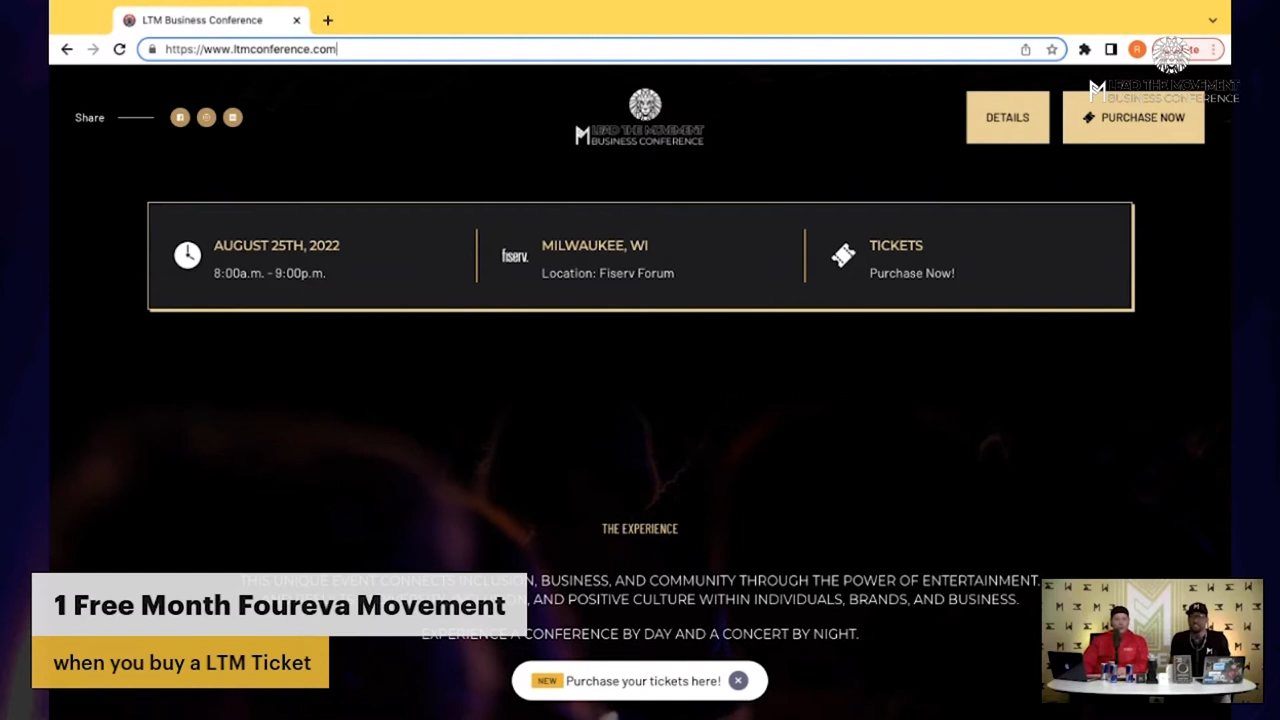 LTM Business Conference
https://www.ltmconference.com
LEAD THE MOVEMENT
BUSINESS CONFERENCE
Share
LEAD THE MOVEMENT
BUSINESS CONFERENCE
DETAILS
PURCHASE NOW
AUGUST 25TH, 2022
8:00a.m. - 9:00p.m.
fiserv.
MILWAUKEE, WI
Location: Fiserv Forum
TICKETS
Purchase Now!
THE EXPERIENCE
THIS UNIQUE EVENT CONNECTS INCLUSION, BUSINESS, AND COMMUNITY THROUGH THE POWER OF ENTERTAINMENT.
AND POSITIVE CULTURE WITHIN INDIVIDUALS, BRANDS, AND BUSINESS.
EXPERIENCE A CONFERENCE BY DAY AND A CONCERT BY NIGHT.
1 Free Month Foureva Movement
when you buy a LTM Ticket
NEW Purchase your tickets here!